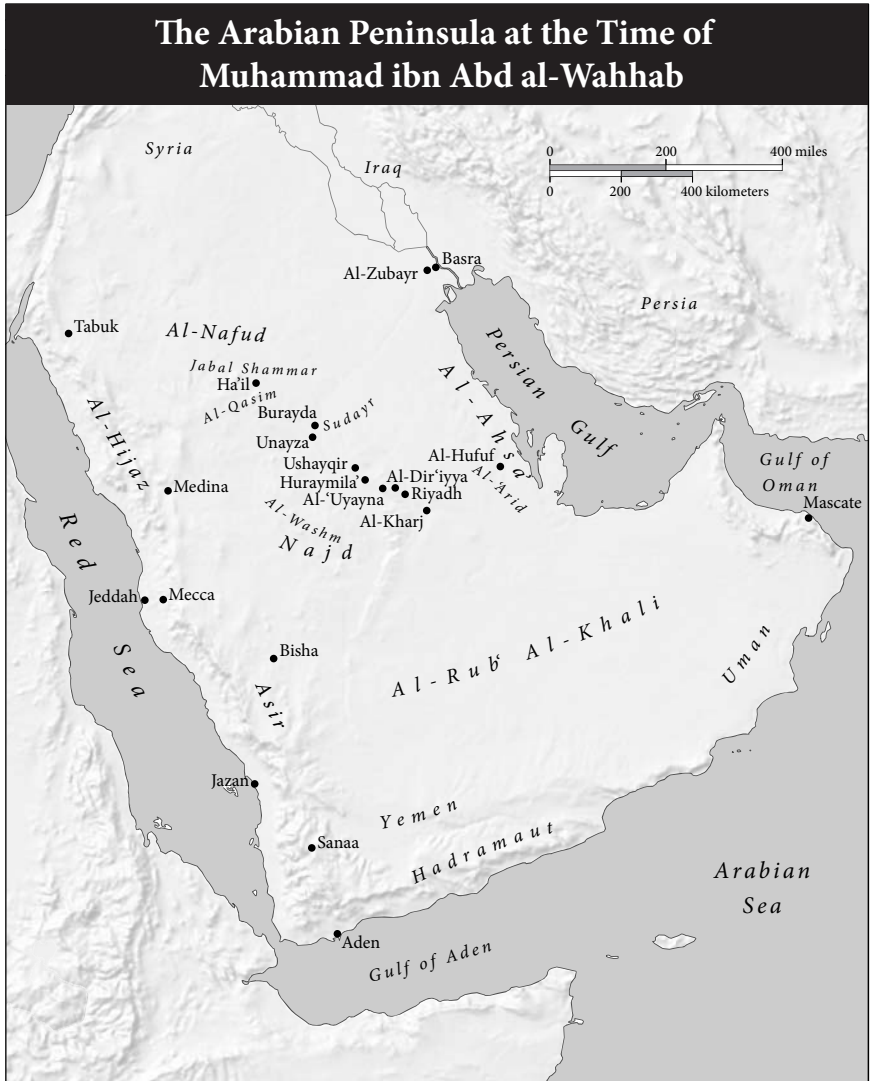 The Arabian Peninsula at the Time of
Muhammad ibn Abd al-Wahhab
Syria
Iraq
0 200 400 miles
0 200 400 kilometers
Basra
Al-Zubayr
Persia
Tabuk
Al-Nafud
Persian
Gulf
Jabal Shammar
Ha’il
Al-Qasim
Al-Hijaz
Al-Ahsa’
Burayda
Sudayr
Unayza
Ushayqir
Al-Hufuf
Gulf of
Oman
Huraymila’
Al-Dir‘iyya
Al-‘Arid
Medina
Al-‘Uyayna
Riyadh
Mascate
Al-Washm
Al-Kharj
Najd
Red
Sea
Jeddah
Mecca
Al-Rub‘ Al-Khali
Uman
Bisha
Asir
Jazan
Yemen
Sanaa
Hadramaut
Arabian
Sea
Aden
Gulf of Aden